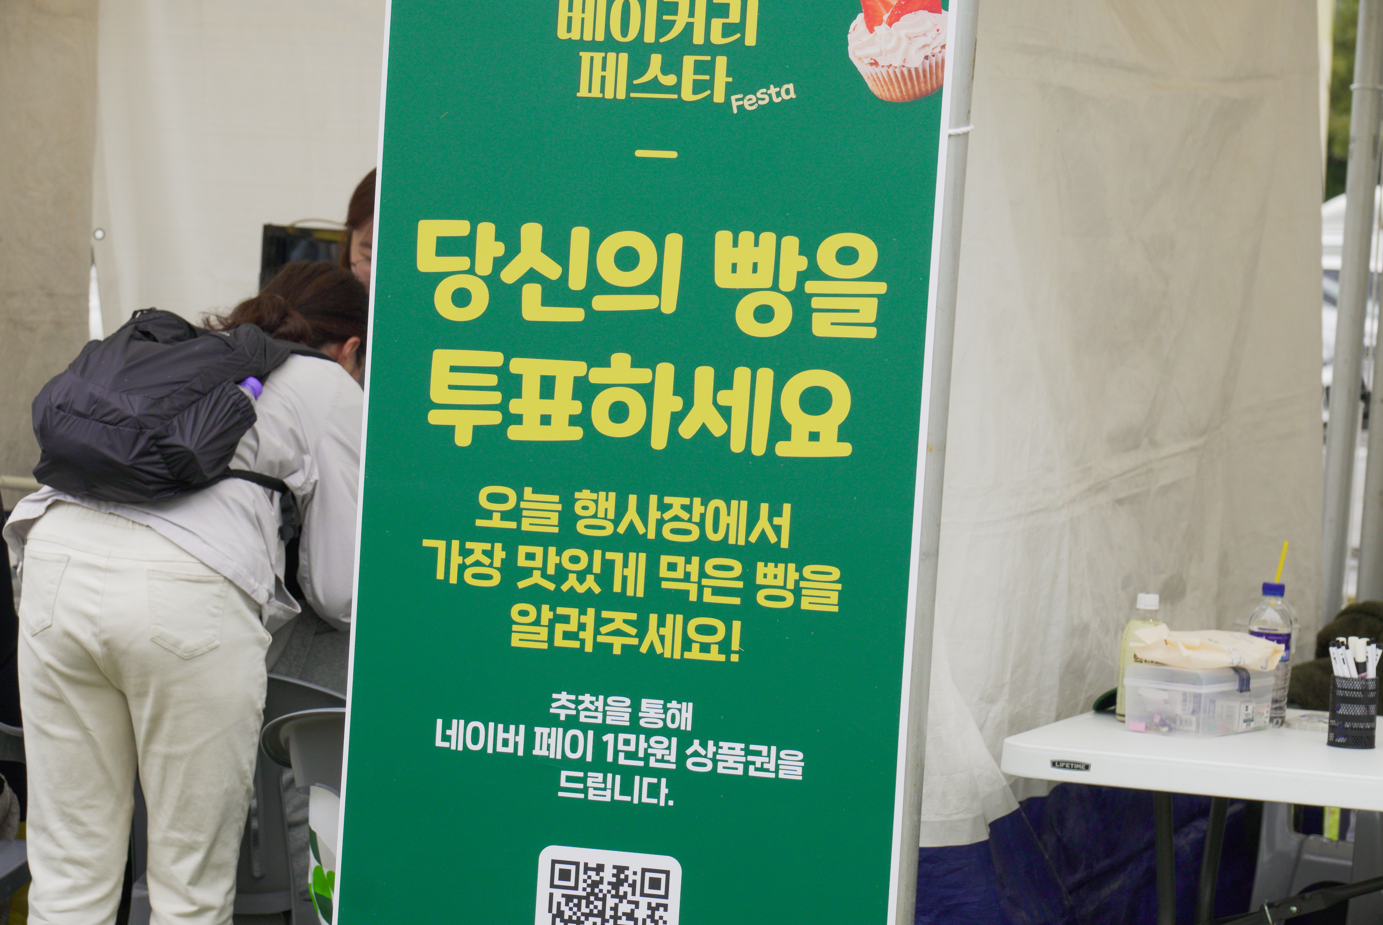 베이커리
페스타
Festa
당신의 빵을
투표하세요
오늘 행사장에서
가장 맛있게 먹은 빵을
알려주세요!
추첨을 통해
네이버 페이 1만원 상품권을
드립니다.
LIFETIME